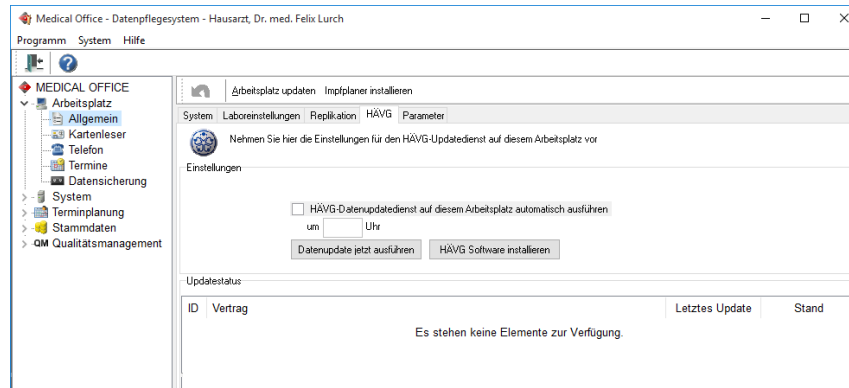 Medical Office - Datenpflegesystem - Hausarzt, Dr. med. Felix Lurch
Programm System Hilfe
MEDICAL OFFICE
Arbeitsplatz
Allgemein
Kartenleser
Telefon
Termine
Datensicherung
System
Terminplanung
Stammdaten
QM Qualitätsmanagement
Arbeitsplatz updaten Impfplaner installieren
System Laboreinstellungen Replikation HÄVG Parameter
Nehmen Sie hier die Einstellungen für den HÄVG-Updatedienst auf diesem Arbeitsplatz vor
Einstellungen
HÄVG-Datenupdatedienst auf diesem Arbeitsplatz automatisch ausführen
um Uhr
Datenupdate jetzt ausführen HÄVG Software installieren
Updatestatus
ID Vertrag Letztes Update Stand
Es stehen keine Elemente zur Verfügung.